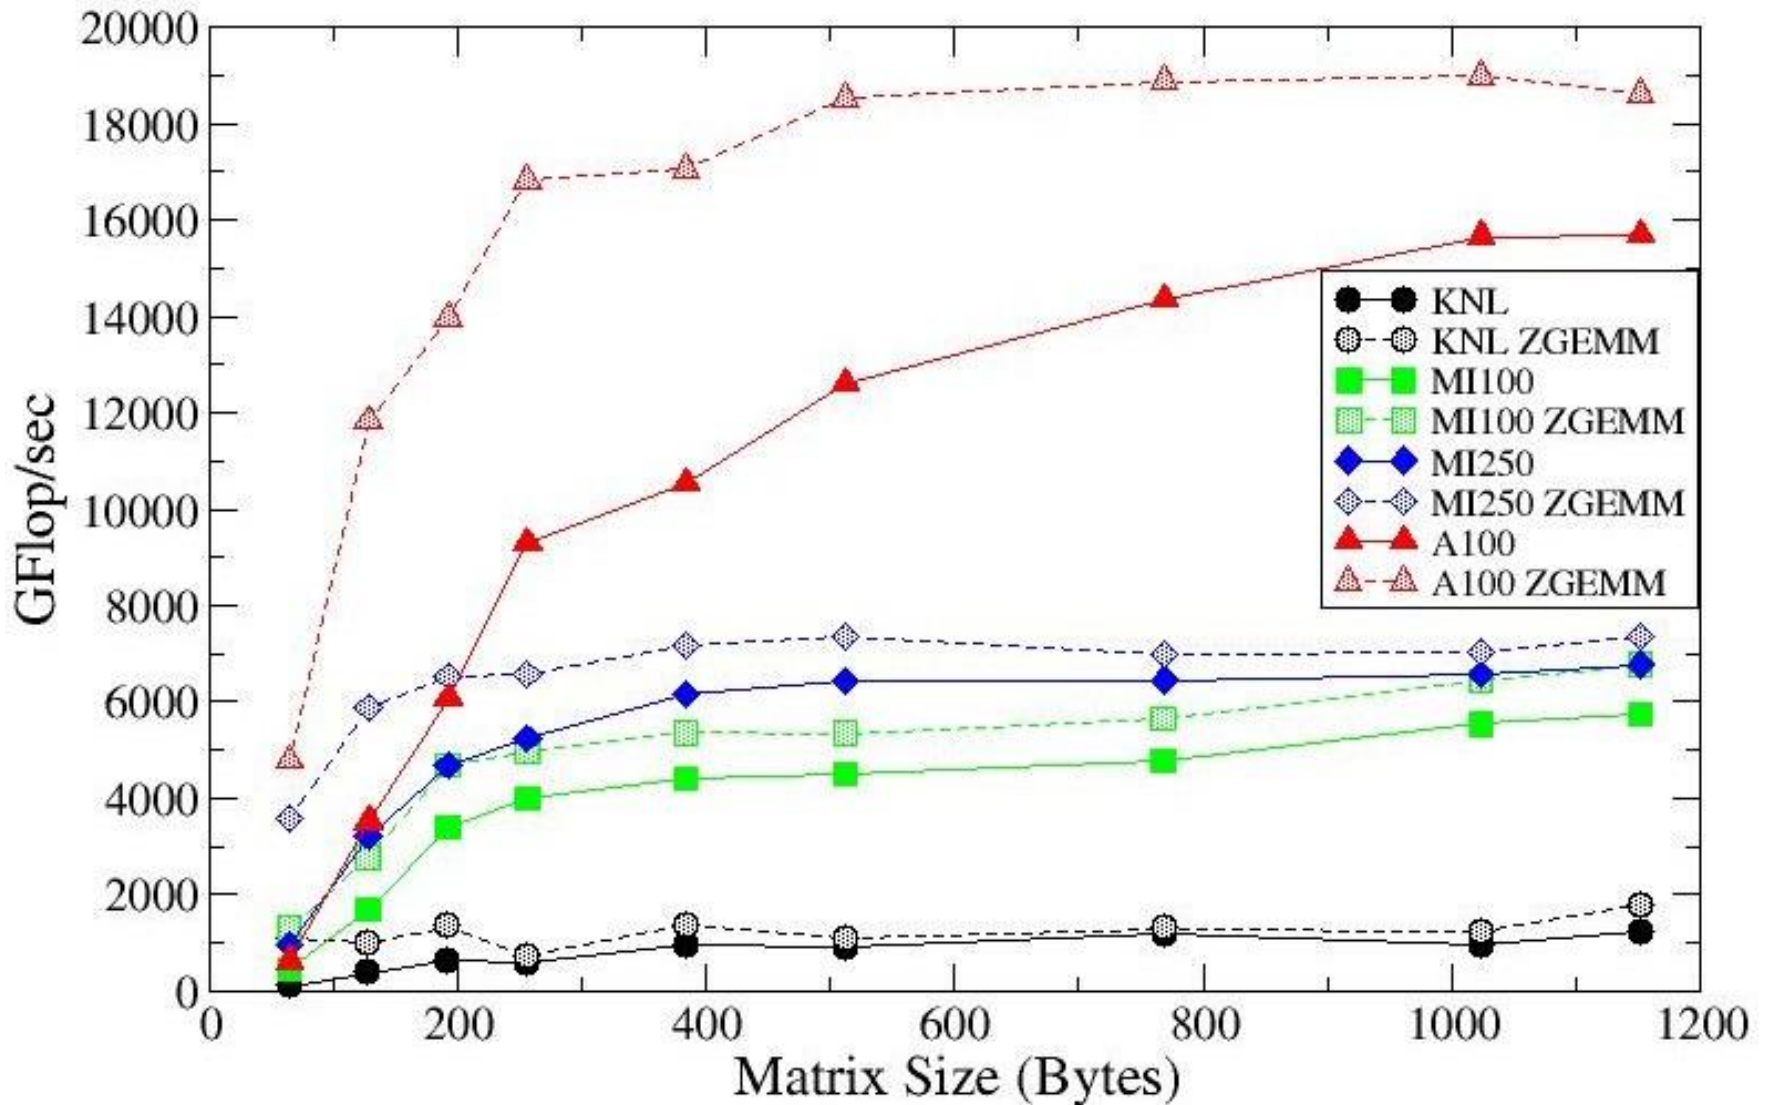 20000
18000
16000
14000
12000
10000
8000
6000
4000
2000
0
GFlop/sec
KNL
KNL ZGEMM
MI100
MI100 ZGEMM
MI250
MI250 ZGEMM
A100
A100 ZGEMM
0 200 400 600 800 1000 1200
Matrix Size (Bytes)